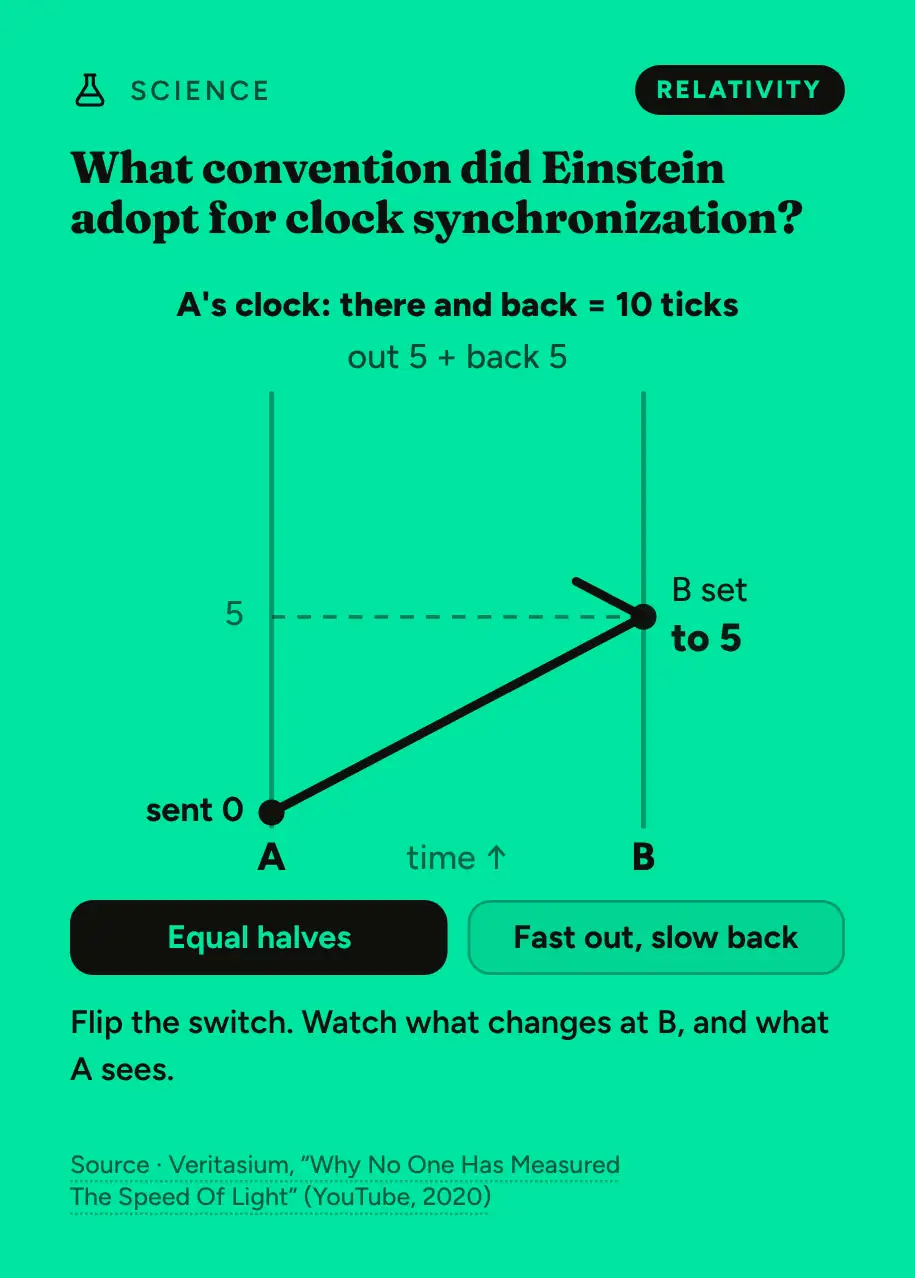 SCIENCE
RELATIVITY
What convention did Einstein
adopt for clock synchronization?
A's clock: there and back = 10 ticks
out 5 + back 5
B set
5
to 5
sent 0
A
time ↑
B
Equal halves
Fast out, slow back
Flip the switch. Watch what changes at B, and what
A sees.
Source · Veritasium, “Why No One Has Measured
The Speed Of Light” (YouTube, 2020)